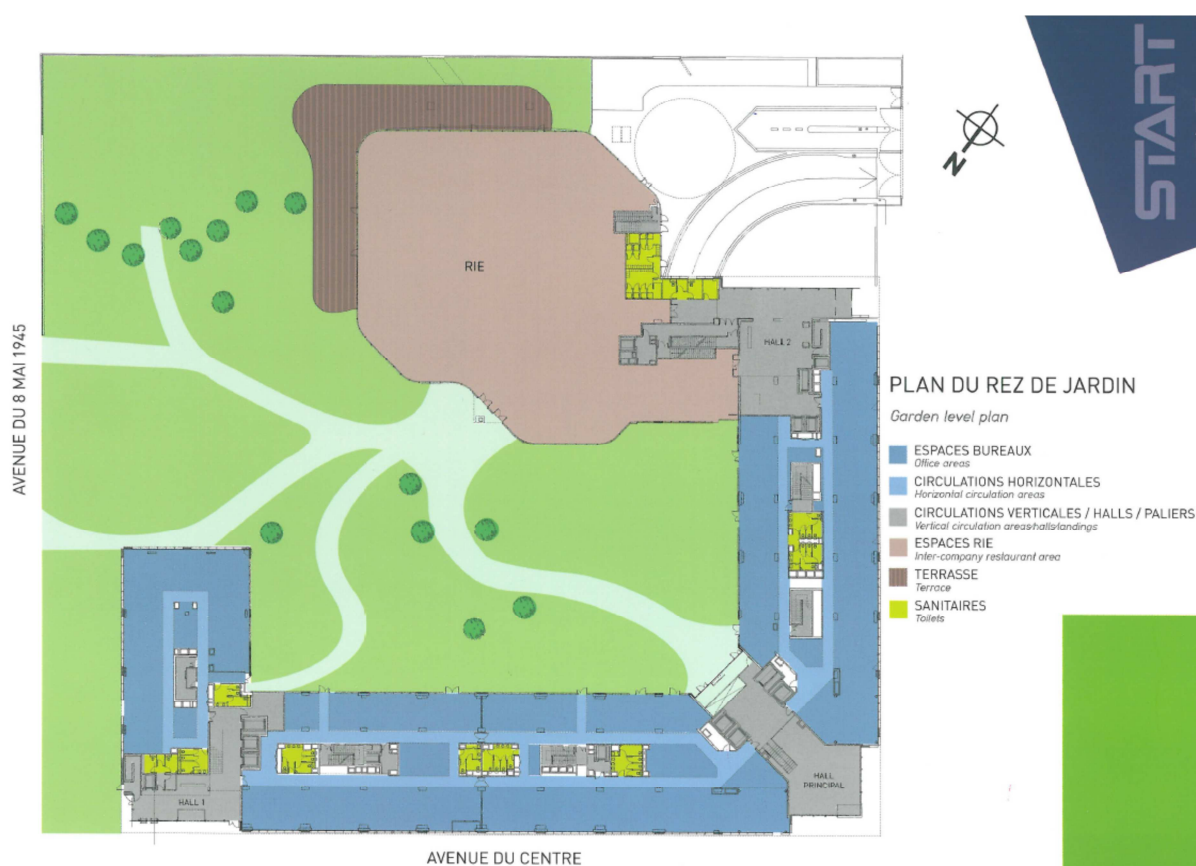 START
N
RIE
HALL 2
AVENUE DU 8 MAI 1945
PLAN DU REZ DE JARDIN
Garden level plan
ESPACES BUREAUX
Office areas
CIRCULATIONS HORIZONTALES
Horizontal circulation areas
CIRCULATIONS VERTICALES / HALLS / PALIERS
Vertical circulation areas-halls-landings
ESPACES RIE
Inter-company restaurant area
TERRASSE
Terrace
SANITAIRES
Toilets
HALL
PRINCIPAL
HALL 1
AVENUE DU CENTRE